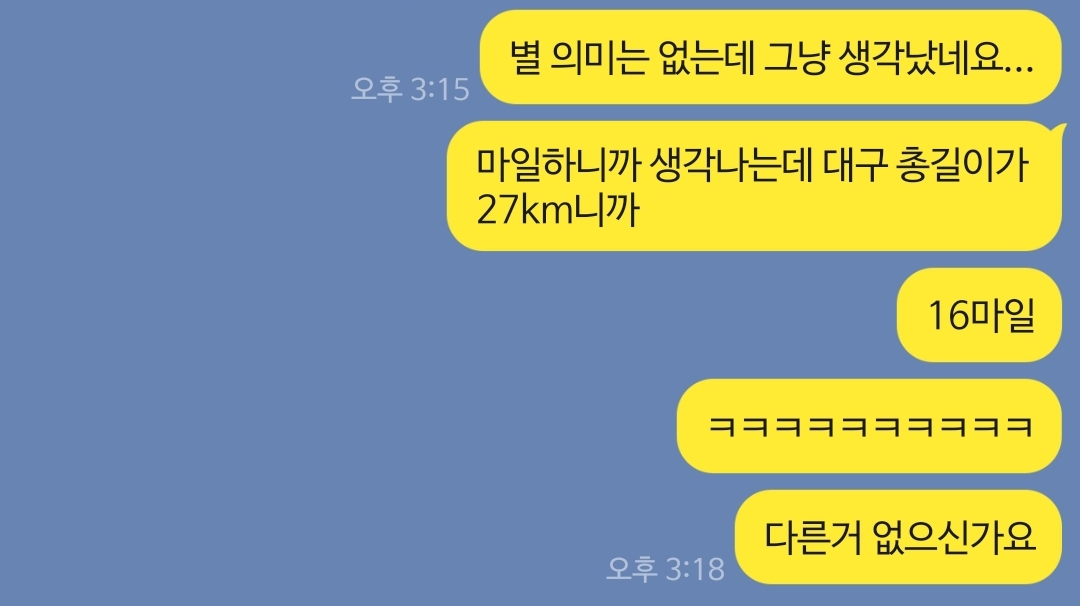 별 의미는 없는데 그냥 생각났네요...
오후 3:15
마일하니까 생각나는데 대구 총길이가
27km니까
16마일
ㅋㅋㅋㅋㅋㅋㅋㅋㅋㅋ
다른거 없으신가요
오후 3:18